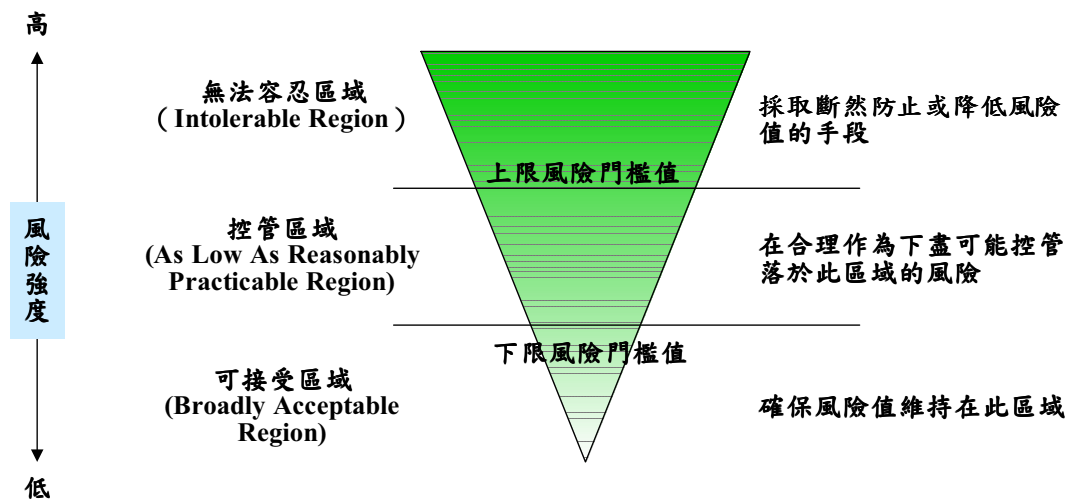 高
無法容忍區域
（Intolerable Region）
採取斷然防止或降低風險
值的手段
上限風險門檻值
風
險
強
度
控管區域
(As Low As Reasonably
Practicable Region)
在合理作為下盡可能控管
落於此區域的風險
下限風險門檻值
可接受區域
(Broadly Acceptable
Region)
確保風險值維持在此區域
低